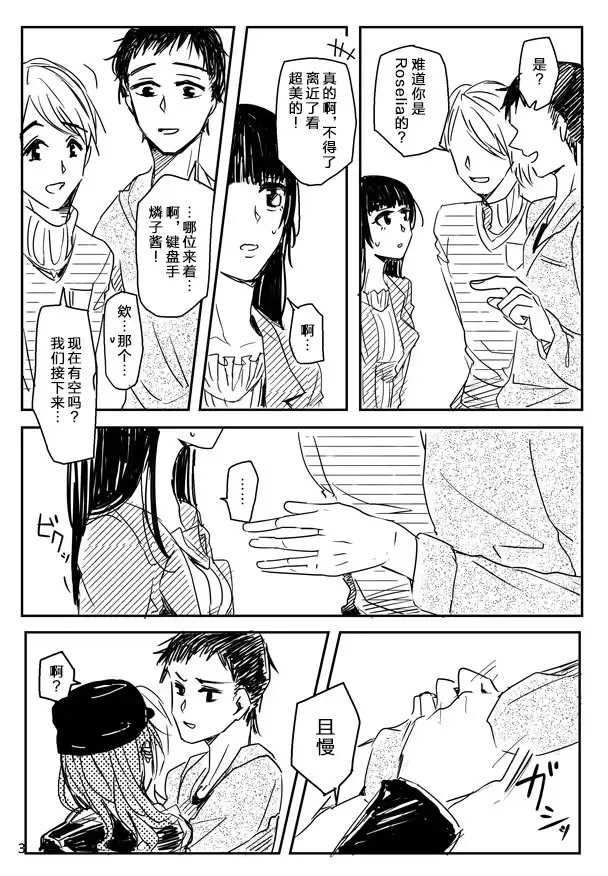 是？
难道你是
Roselia的？
真的啊，不得了
离近了看
超美的！
啊…
…哪位来着…
啊，键盘手
燐子酱！
欸…那个…
现在有空吗？
我们接下来…
……
ビクッ
且慢
ガシッ
啊？
3